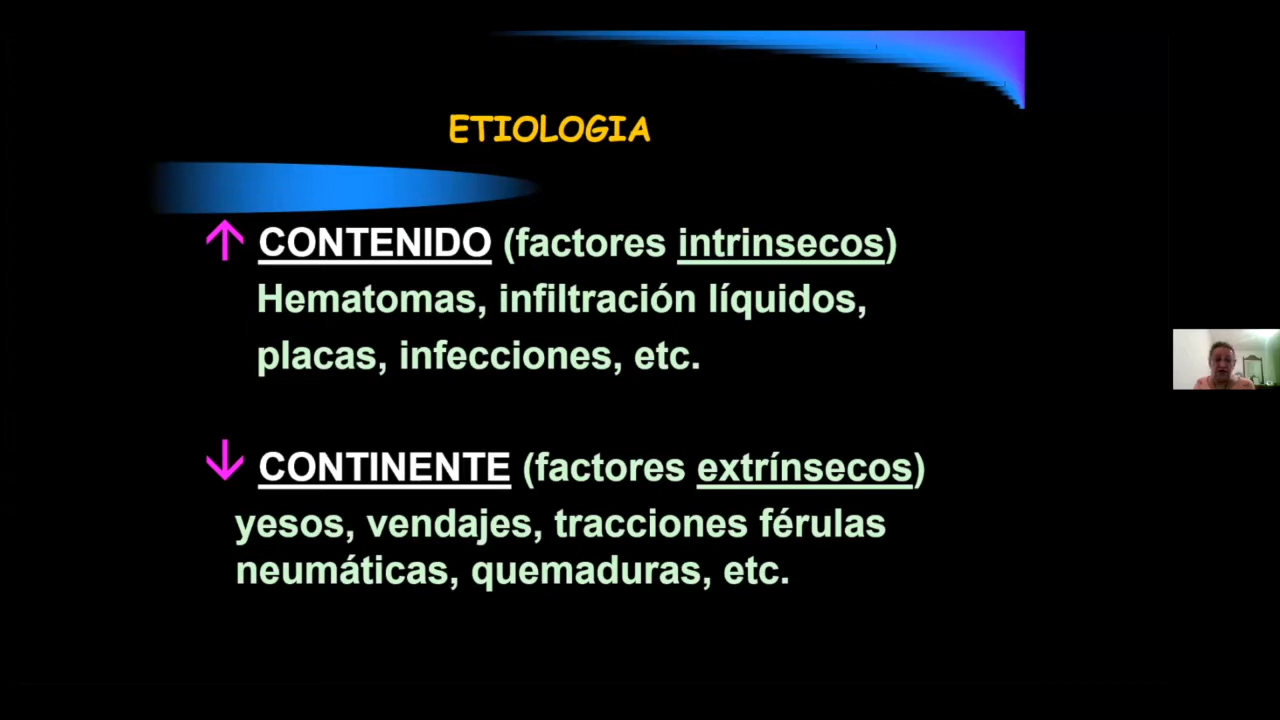 ETIOLOGIA
↑ CONTENIDO (factores intrinsecos)
Hematomas, infiltración líquidos,
placas, infecciones, etc.
↓ CONTINENTE (factores extrínsecos)
yesos, vendajes, tracciones férulas
neumáticas, quemaduras, etc.